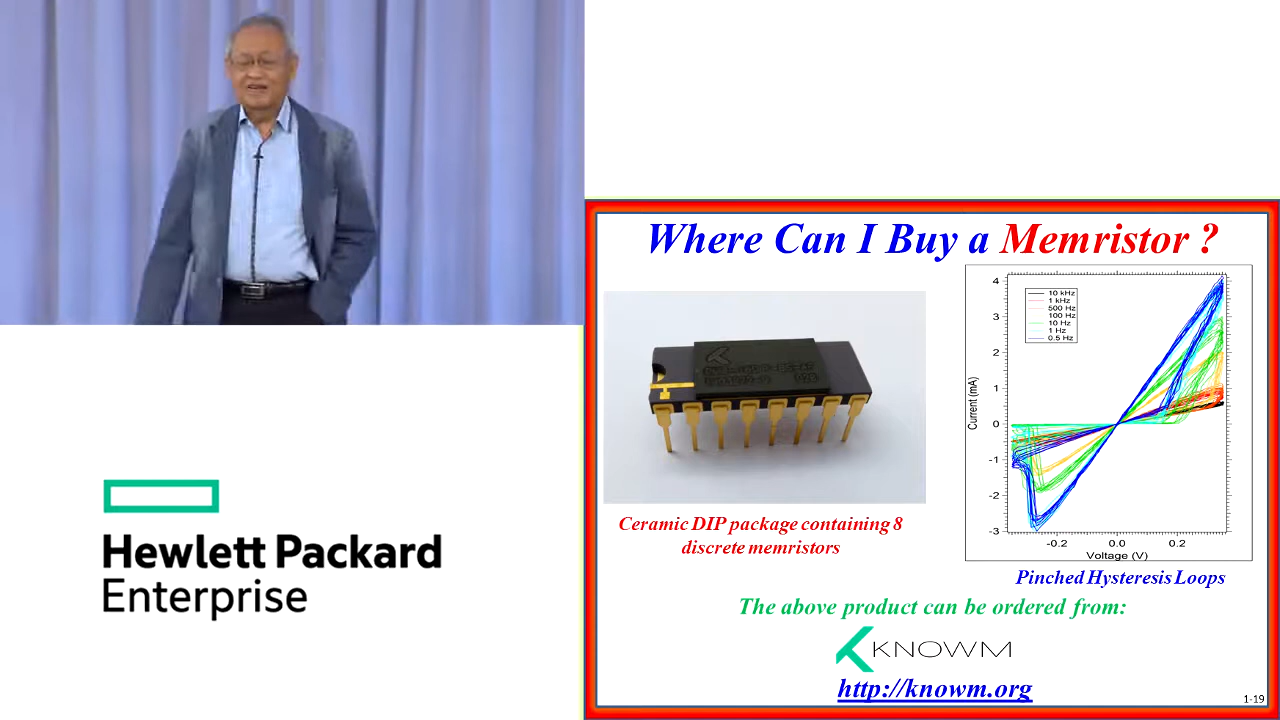 Where Can I Buy a Memristor ?
10 kHz
1 kHz
500 Hz
100 Hz
10 Hz
1 Hz
0.5 Hz
4
3
2
1
0
-1
-2
-3
Current (mA)
-0.2
0.0
0.2
Voltage (V)
Ceramic DIP package containing 8
discrete memristors
Pinched Hysteresis Loops
The above product can be ordered from:
KNOWM
http://knowm.org
1-19
Hewlett Packard
Enterprise